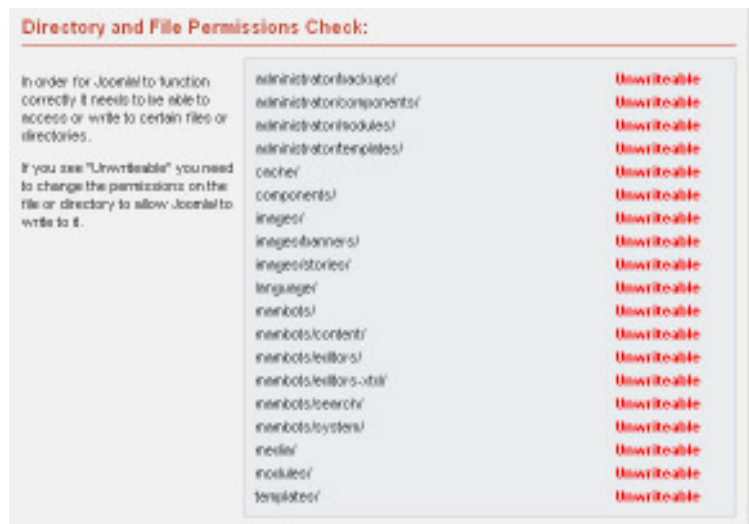 Directory and File Permissions Check:
In order for Joomla! to function
correctly it needs to be able to
access or write to certain files or
directories.
If you see "Unwriteable" you need
to change the permissions on the
file or directory to allow Joomla! to
write to it.
administrator/backups/ Unwriteable
administrator/components/ Unwriteable
administrator/modules/ Unwriteable
administrator/templates/ Unwriteable
cache/ Unwriteable
components/ Unwriteable
images/ Unwriteable
images/banners/ Unwriteable
images/stories/ Unwriteable
language/ Unwriteable
mambots/ Unwriteable
mambots/content/ Unwriteable
mambots/editors/ Unwriteable
mambots/editors-xtd/ Unwriteable
mambots/search/ Unwriteable
mambots/system/ Unwriteable
media/ Unwriteable
modules/ Unwriteable
templates/ Unwriteable